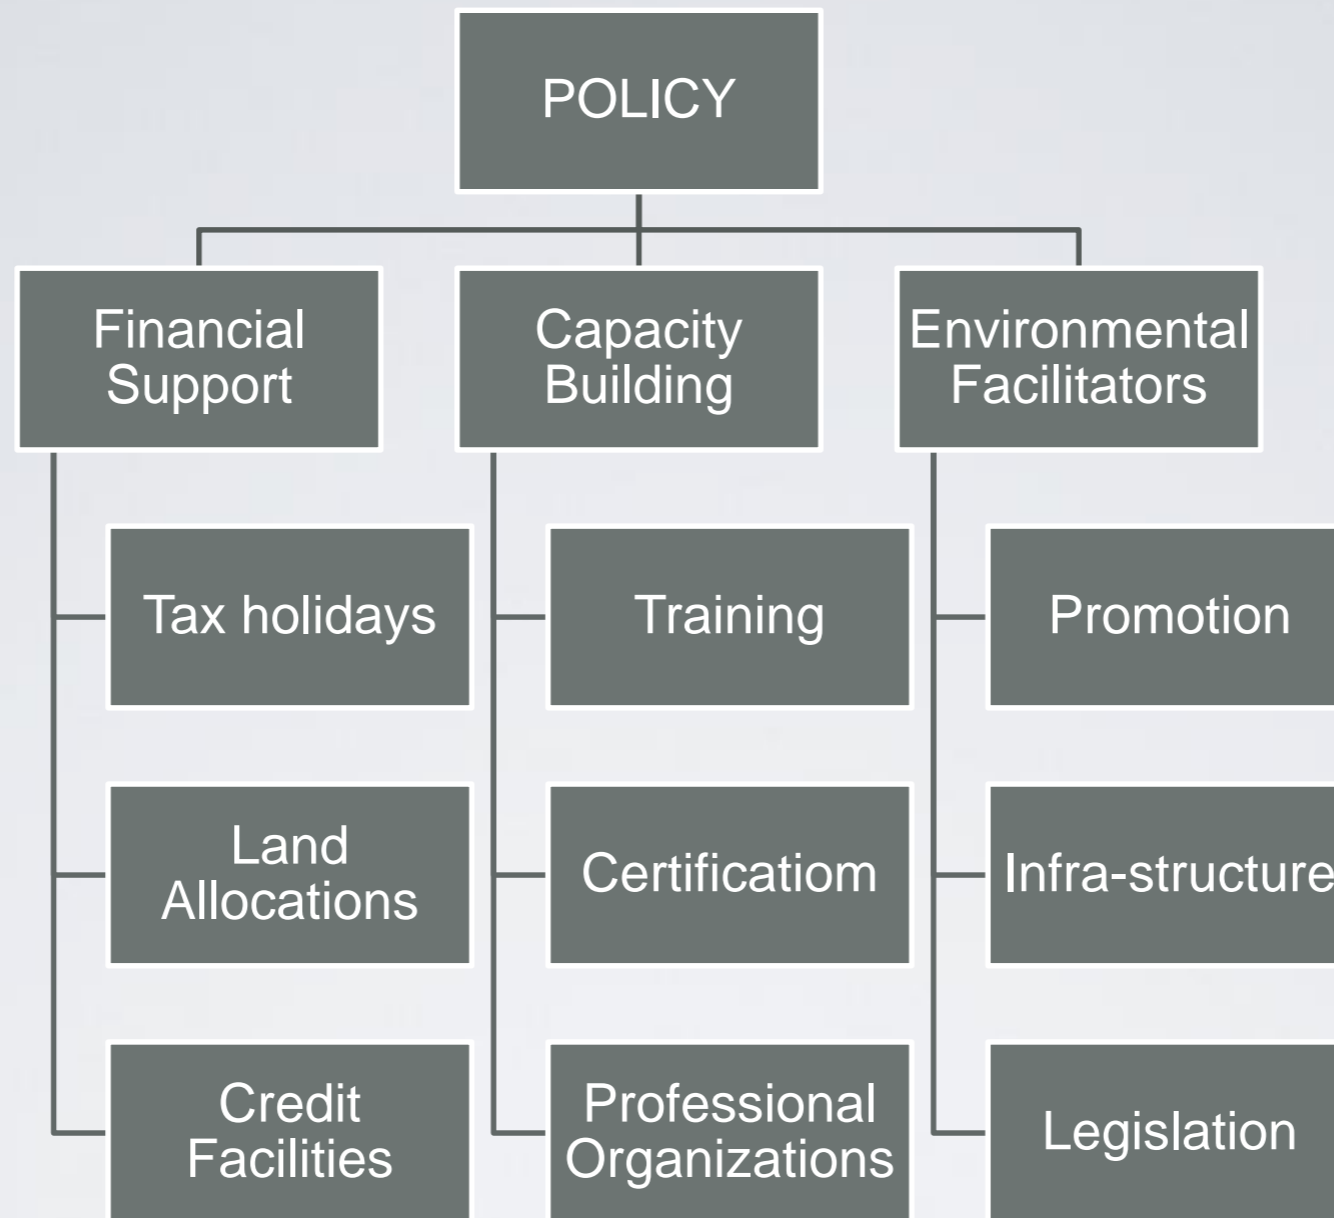 POLICY
Financial
Support
Capacity
Building
Environmental
Facilitators
Tax holidays
Training
Promotion
Land
Allocations
Certificatiom
Infra-structure
Credit
Facilities
Professional
Organizations
Legislation